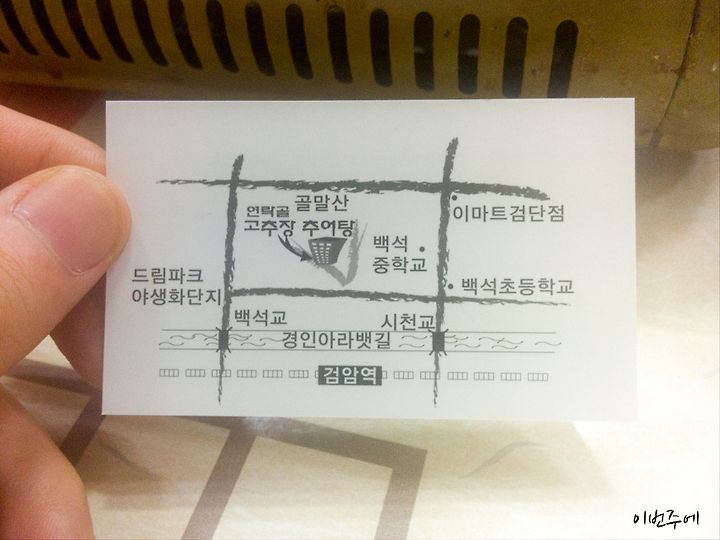 골말산
연락골
고추장 추어탕
이마트검단점
백석
중학교
드림파크
야생화단지
백석초등학교
백석교
시천교
경인아라뱃길
검암역
이번주에